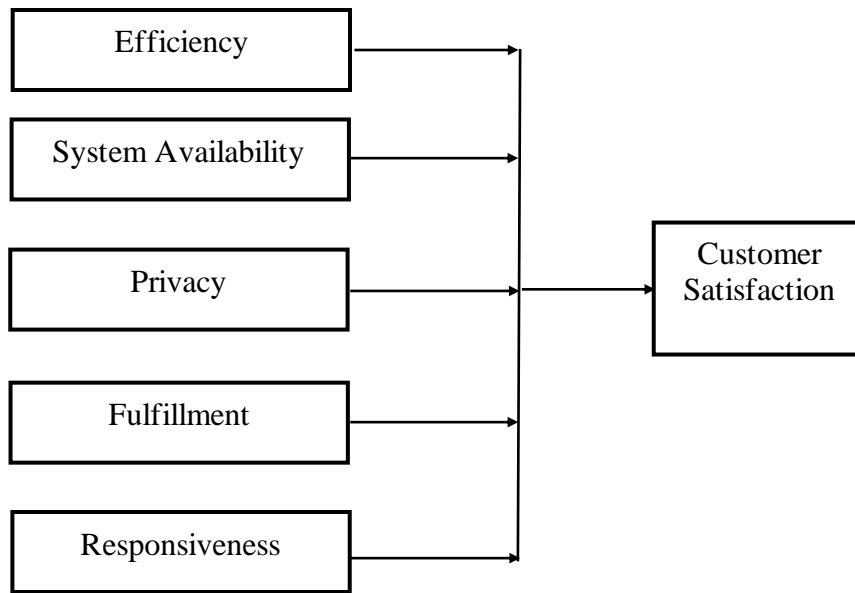 Efficiency
System Availability
Privacy
Customer
Satisfaction
Fulfillment
Responsiveness